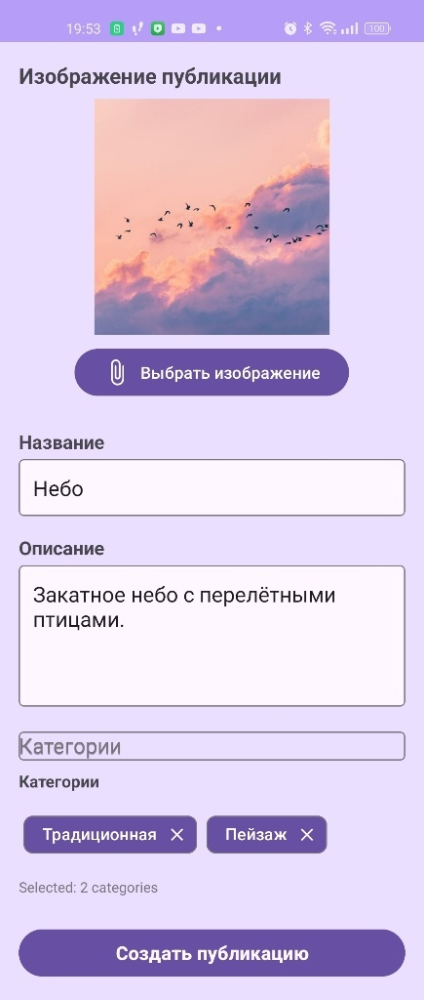 19:53
100
Изображение публикации
Выбрать изображение
Название
Небо
Описание
Закатное небо с перелётными
птицами.
Категории
Категории
Традиционная
Пейзаж
Selected: 2 categories
Создать публикацию